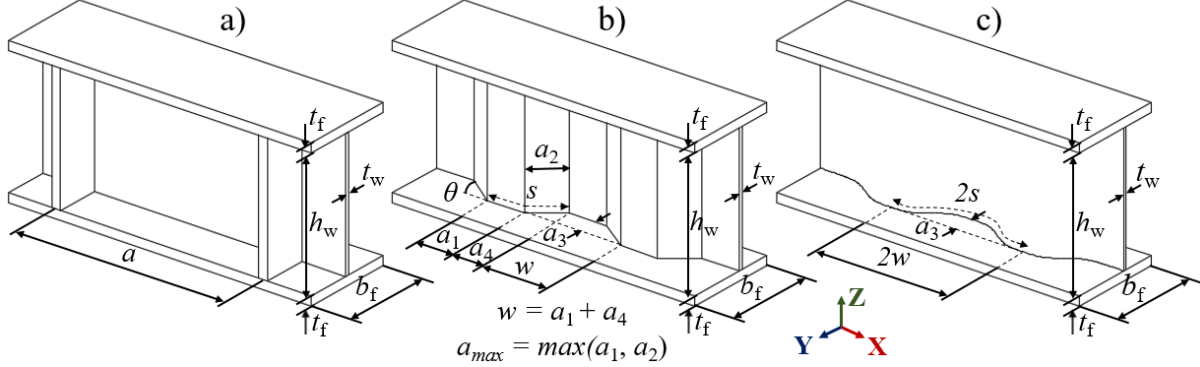 a)
t_f
t_w
h_w
a
b_f
t_f
b)
t_f
a_2
t_w
θ
s
h_w
a_3
a_1
a_4
w
b_f
t_f
w = a_1 + a_4
a_max = max(a_1, a_2)
c)
t_f
t_w
2s
h_w
a_3
2w
b_f
t_f
Z
Y
X